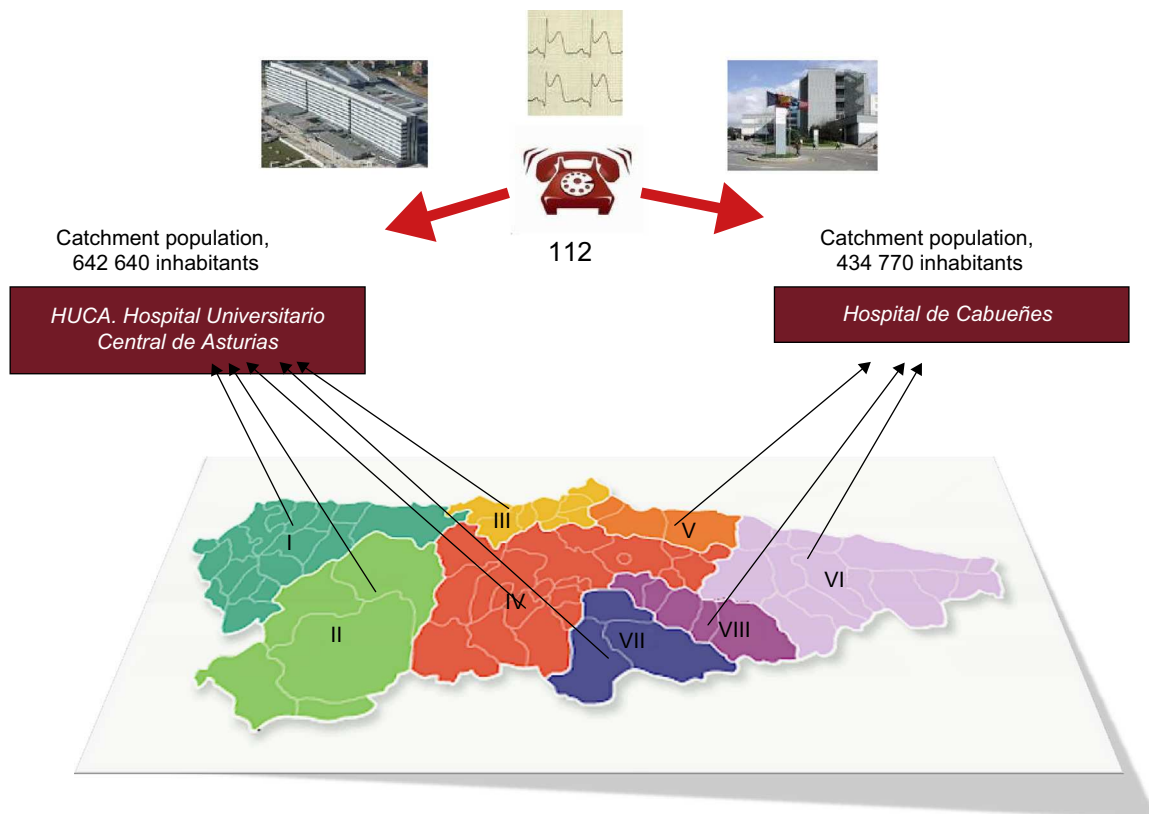 112
Catchment population,
642 640 inhabitants
HUCA. Hospital Universitario
Central de Asturias
Catchment population,
434 770 inhabitants
Hospital de Cabueñes
I
II
III
IV
V
VI
VII
VIII